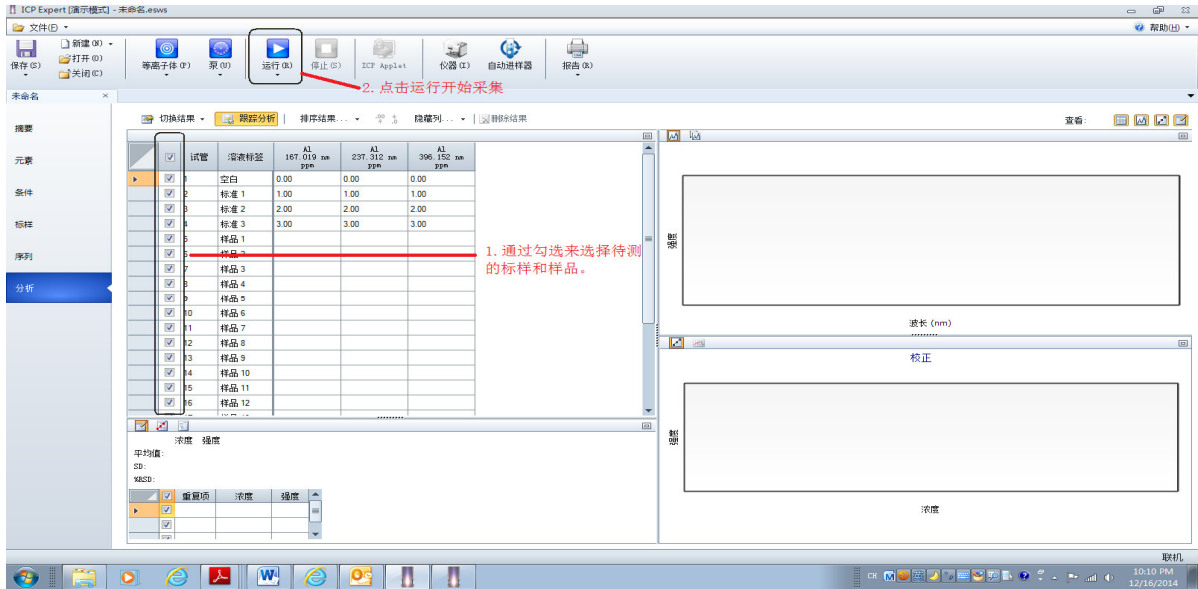 ICP Expert [演示模式] - 未命名.esws
文件(F)
帮助(H)
新建(N)
打开(O)
关闭(C)
保存(S)
等离子体(P)
泵(U)
运行(R)
停止(S)
ICP Applet
仪器(I)
自动进样器
报告(R)
2. 点击运行开始采集
未命名 ×
摘要
元素
条件
标样
序列
分析
切换结果
跟踪分析
排序结果...
隐藏列...
删除结果
查看:
试管 溶液标签 Al 167.019 nm ppm Al 237.312 nm ppm Al 396.152 nm ppm
1 空白 0.00 0.00 0.00
2 标准 1 1.00 1.00 1.00
3 标准 2 2.00 2.00 2.00
4 标准 3 3.00 3.00 3.00
5 样品 1
6 样品 2
7 样品 3
8 样品 4
9 样品 5
10 样品 6
11 样品 7
12 样品 8
13 样品 9
14 样品 10
15 样品 11
16 样品 12
1. 通过勾选来选择待测
的标样和样品。
强度
波长 (nm)
校正
强度
浓度
浓度 强度
平均值:
SD:
%RSD:
重复项 浓度 强度
联机
CH
10:10 PM
12/16/2014